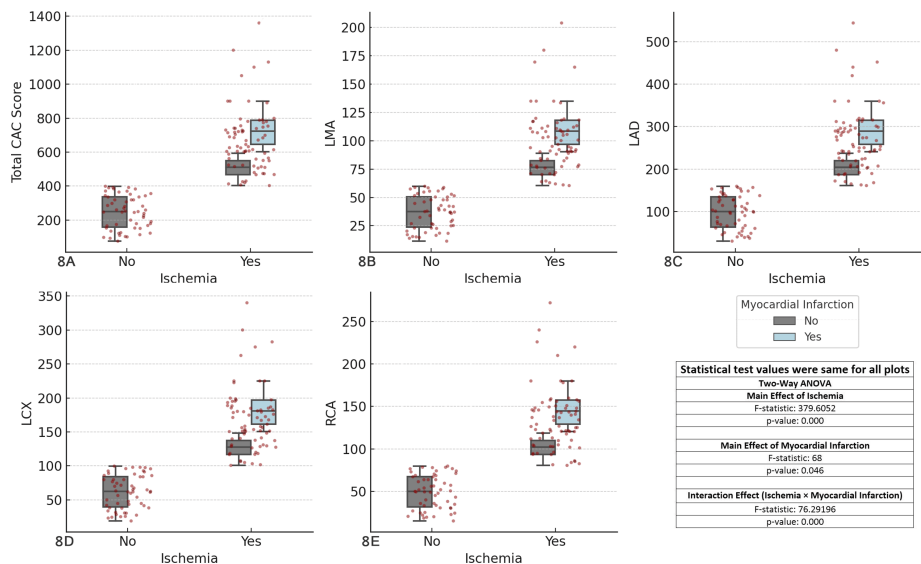 1400
1200
1000
800
600
400
200
Total CAC Score
No
Yes
8A
Ischemia
200
175
150
125
100
75
50
25
LMA
No
Yes
8B
Ischemia
500
400
300
200
100
LAD
No
Yes
8C
Ischemia
350
300
250
200
150
100
50
LCX
No
Yes
8D
Ischemia
250
200
150
100
50
RCA
No
Yes
8E
Ischemia
Myocardial Infarction
No
Yes
Statistical test values were same for all plots
Two-Way ANOVA
Main Effect of Ischemia
F-statistic: 379.6052
p-value: 0.000
Main Effect of Myocardial Infarction
F-statistic: 68
p-value: 0.046
Interaction Effect (Ischemia × Myocardial Infarction)
F-statistic: 76.29196
p-value: 0.000